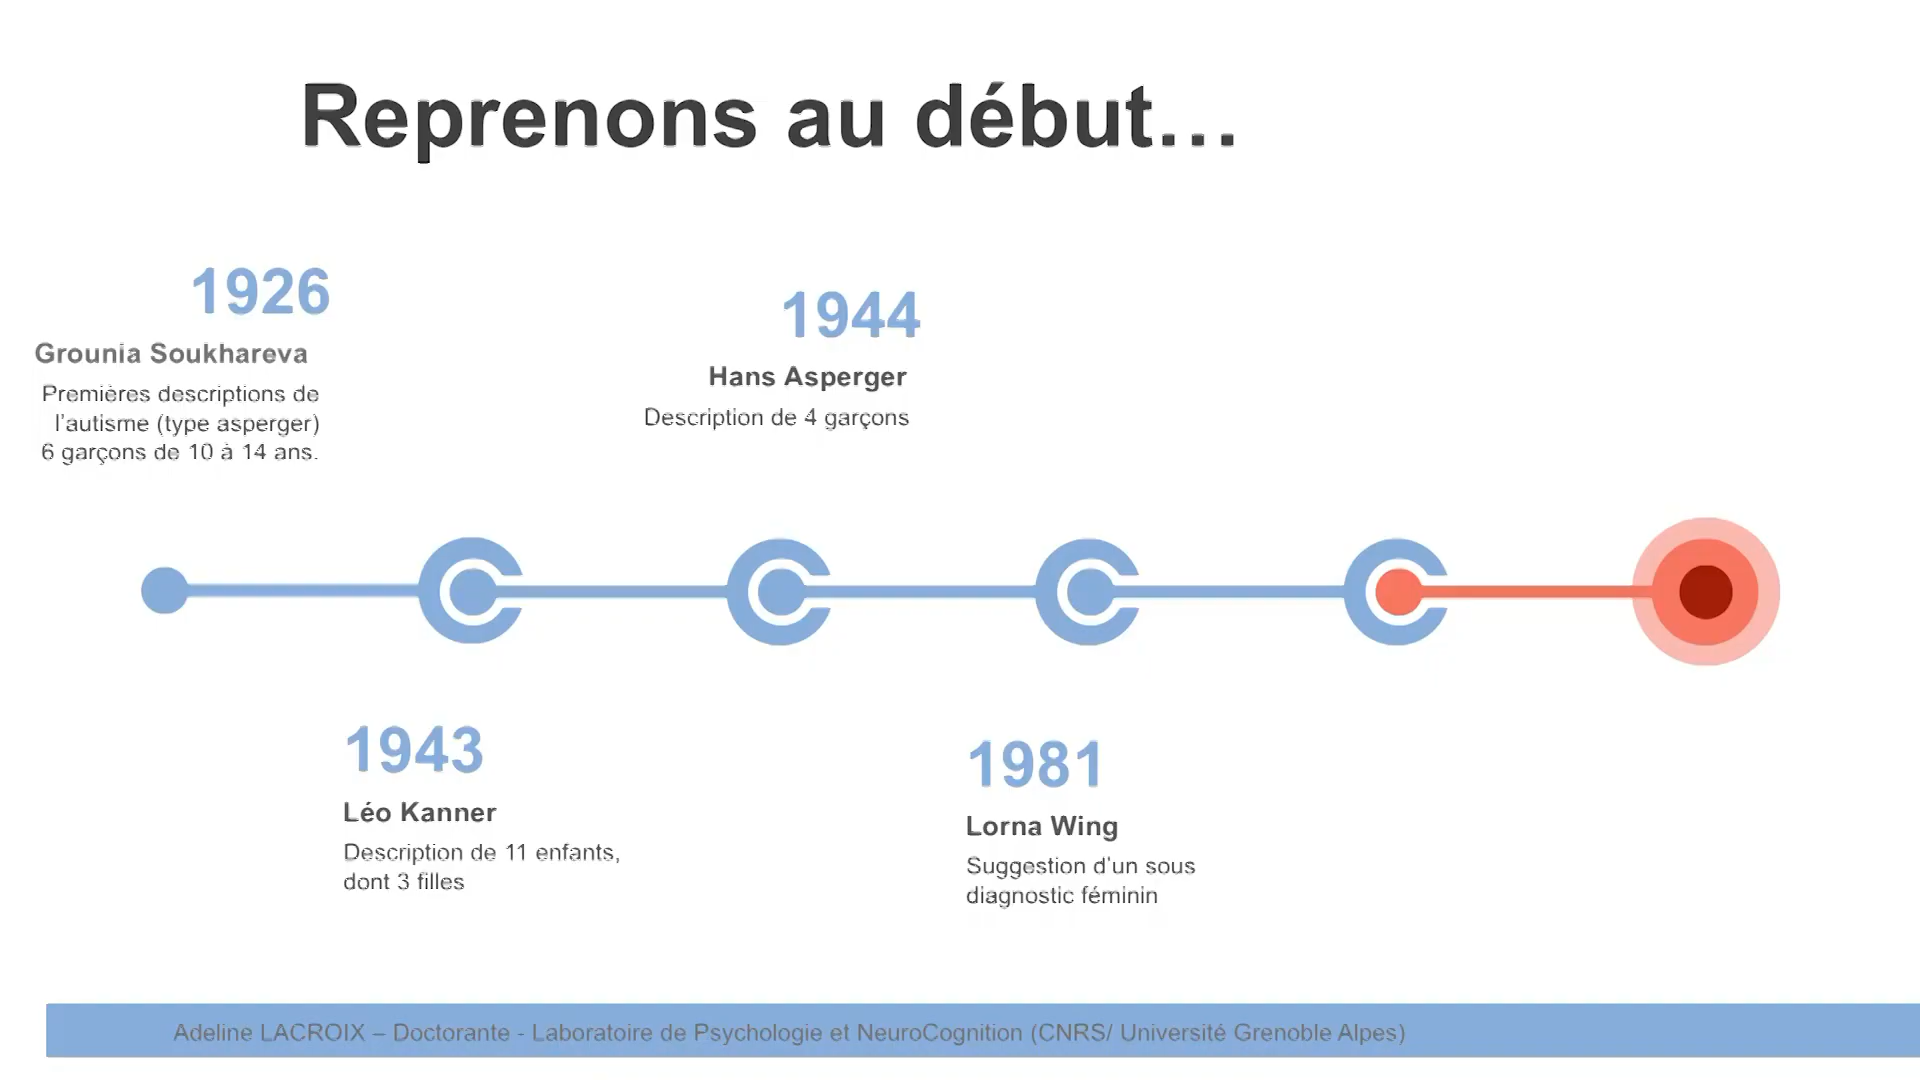 Reprenons au début…
1926
Grounia Soukhareva
Premières descriptions de
l'autisme (type asperger)
6 garçons de 10 à 14 ans.
1944
Hans Asperger
Description de 4 garçons
1943
Léo Kanner
Description de 11 enfants,
dont 3 filles
1981
Lorna Wing
Suggestion d'un sous
diagnostic féminin
Adeline LACROIX – Doctorante - Laboratoire de Psychologie et NeuroCognition (CNRS/ Université Grenoble Alpes)